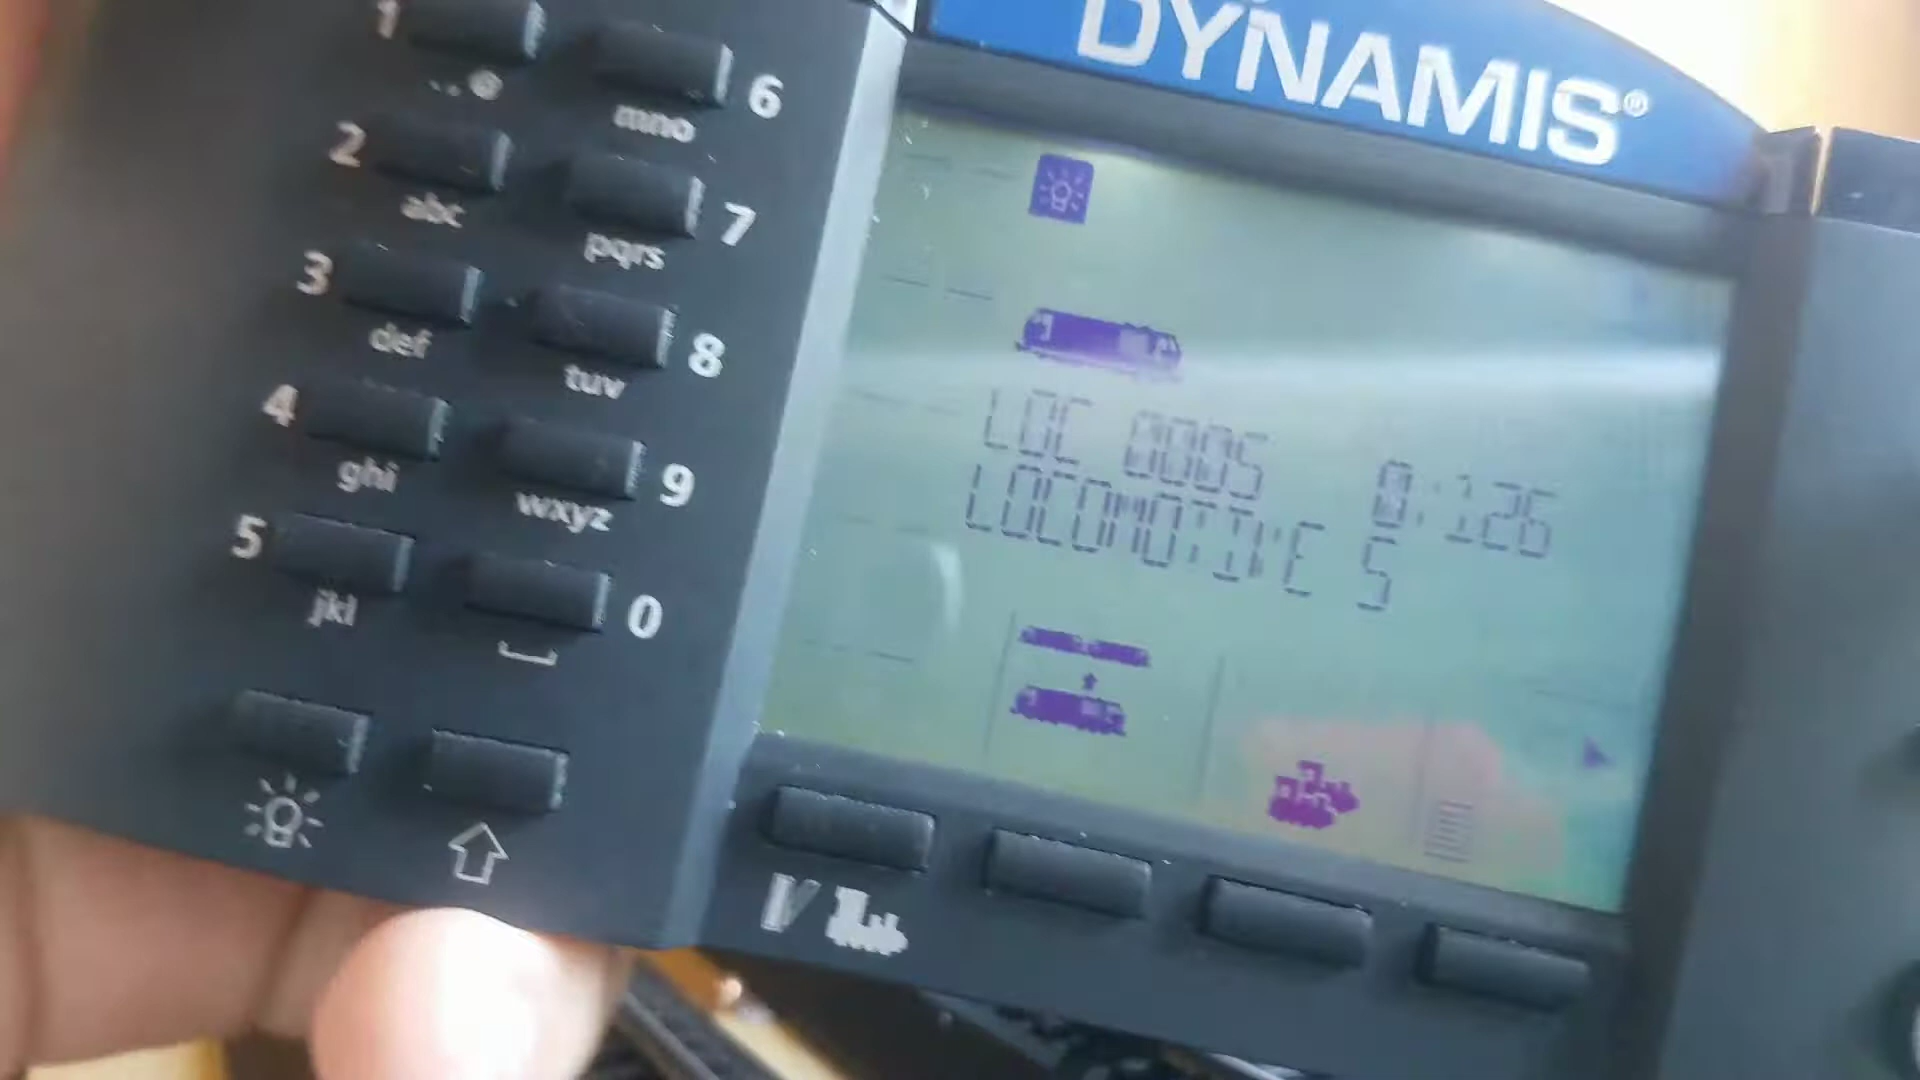 DYNAMIS®
1
6
mno
2
abc
7
pqrs
3
def
8
tuv
4
ghi
9
wxyz
5
jkl
0
LOC 0005 0:126
LOCOMOTIVE 5